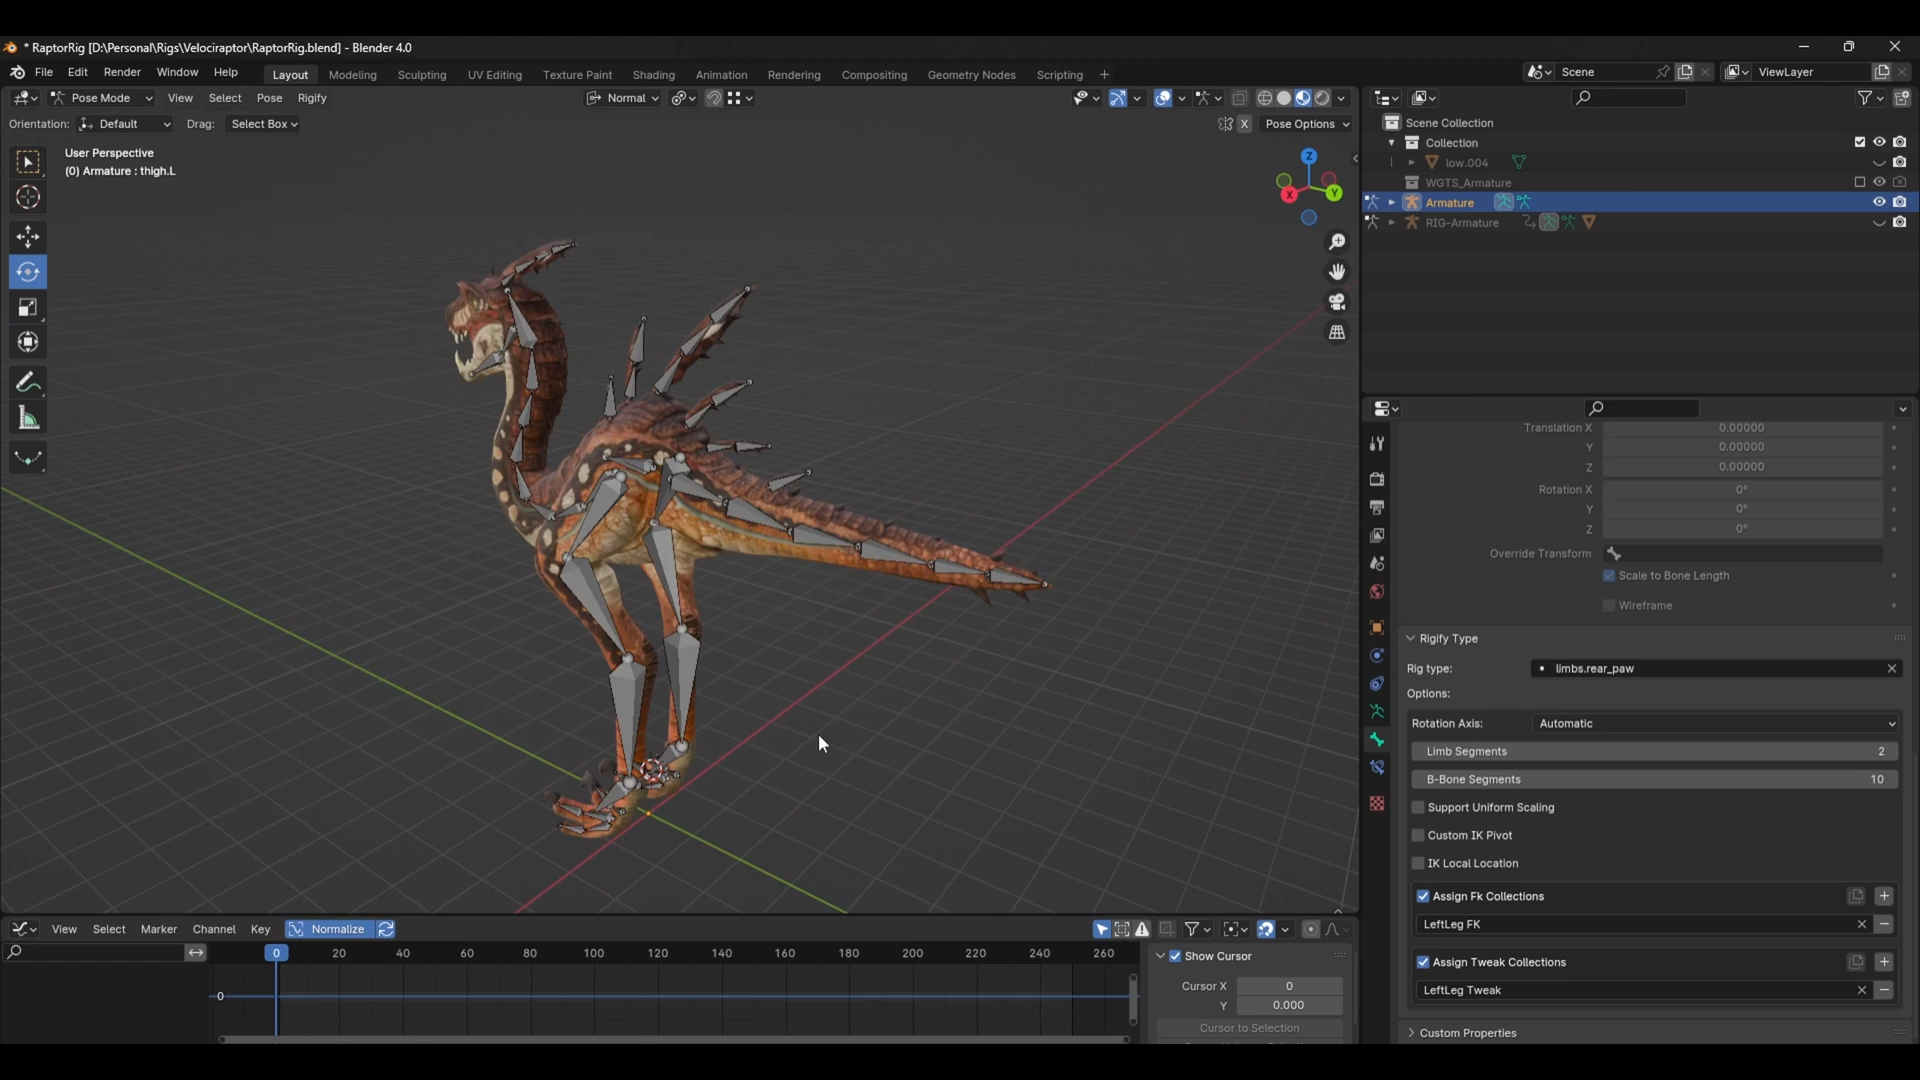 * RaptorRig [D:\Personal\Rigs\Velociraptor\RaptorRig.blend] - Blender 4.0
File Edit Render Window Help Layout Modeling Sculpting UV Editing Texture Paint Shading Animation Rendering Compositing Geometry Nodes Scripting + Scene ViewLayer
Pose Mode View Select Pose Rigify Normal
Orientation: Default Drag: Select Box X Pose Options
User Perspective
(0) Armature : thigh.L
Z
X Y
Scene Collection
Collection
low.004
WGTS_Armature
Armature
RIG-Armature
Translation X 0.00000
Y 0.00000
Z 0.00000
Rotation X 0°
Y 0°
Z 0°
Override Transform
Scale to Bone Length
Wireframe
Rigify Type
Rig type: limbs.rear_paw
Options:
Rotation Axis: Automatic
Limb Segments 2
B-Bone Segments 10
Support Uniform Scaling
Custom IK Pivot
IK Local Location
Assign Fk Collections
LeftLeg FK
Assign Tweak Collections
LeftLeg Tweak
Custom Properties
View Select Marker Channel Key Normalize
0 20 40 60 80 100 120 140 160 180 200 220 240 260
0
Show Cursor
Cursor X 0
Y 0.000
Cursor to Selection